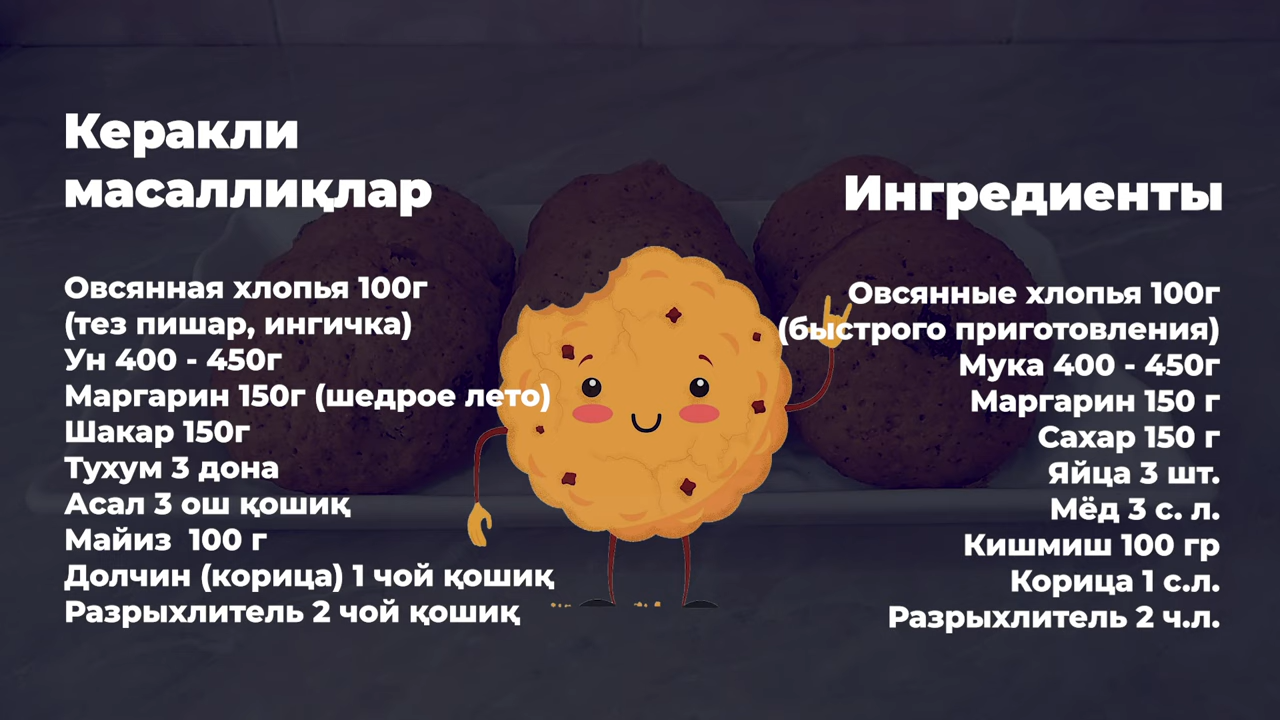 Керакли
масаллиқлар
Овсянная хлопья 100г
(тез пишар, ингичка)
Ун 400 - 450г
Маргарин 150г (шедрое лето)
Шакар 150г
Тухум 3 дона
Асал 3 ош қошиқ
Майиз 100 г
Долчин (корица) 1 чой қошиқ
Разрыхлитель 2 чой қошиқ
Ингредиенты
Овсянные хлопья 100г
(быстрого приготовления)
Мука 400 - 450г
Маргарин 150 г
Сахар 150 г
Яйца 3 шт.
Мёд 3 с. л.
Кишмиш 100 гр
Корица 1 с.л.
Разрыхлитель 2 ч.л.